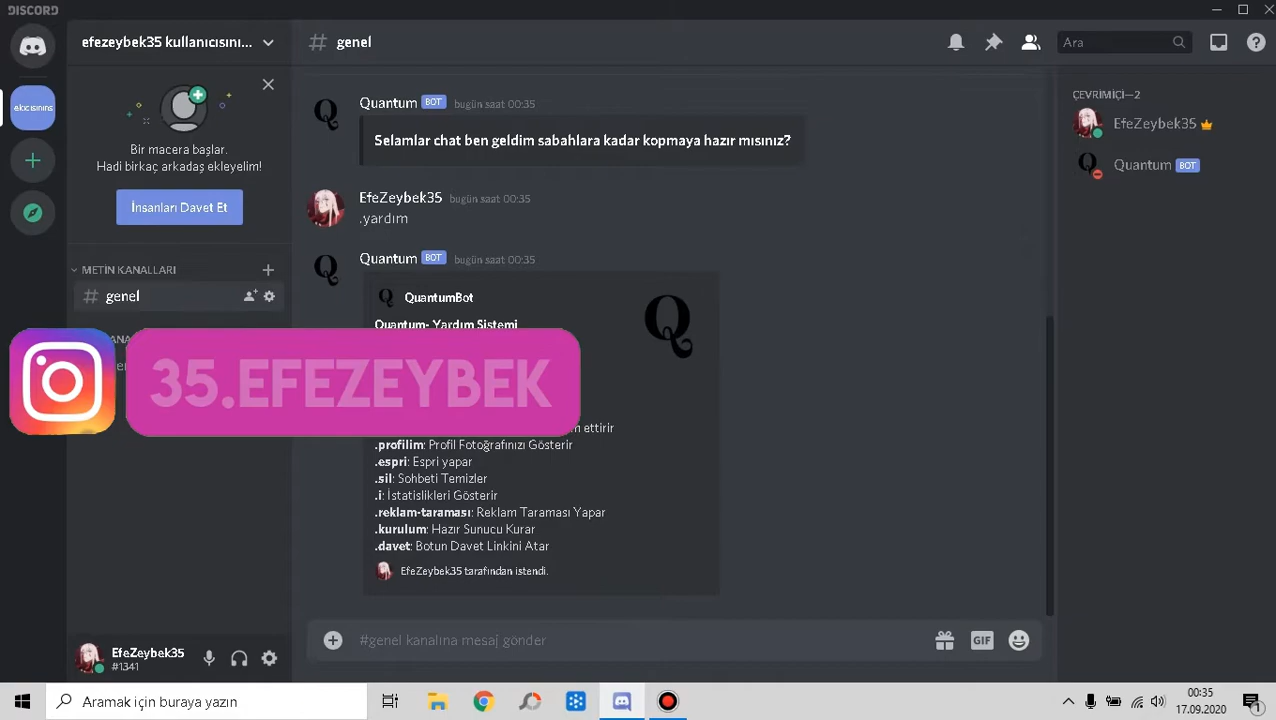 DISCORD
efezeybek35 kullanıcısını...
genel
Ara
ekıcısınıns
Bir macera başlar.
Hadi birkaç arkadaş ekleyelim!
İnsanları Davet Et
METİN KANALLARI
genel
EfeZeybek35
#1341
Quantum BOT bugün saat 00:35
Selamlar chat ben geldim sabahlara kadar kopmaya hazır mısınız?
EfeZeybek35 bugün saat 00:35
.yardım
Quantum BOT bugün saat 00:35
QuantumBot
Quantum- Yardım Sistemi
35.EFEZEYBEK
ettirir
.profilim: Profil Fotoğrafınızı Gösterir
.espri: Espri yapar
.sil: Sohbeti Temizler
.i: İstatislikleri Gösterir
.reklam-taraması: Reklam Taraması Yapar
.kurulum: Hazır Sunucu Kurar
.davet: Botun Davet Linkini Atar
EfeZeybek35 tarafından istendi.
#genel kanalına mesaj gönder
GIF
ÇEVRİMİÇİ—2
EfeZeybek35
Quantum BOT
Aramak için buraya yazın
00:35
17.09.2020